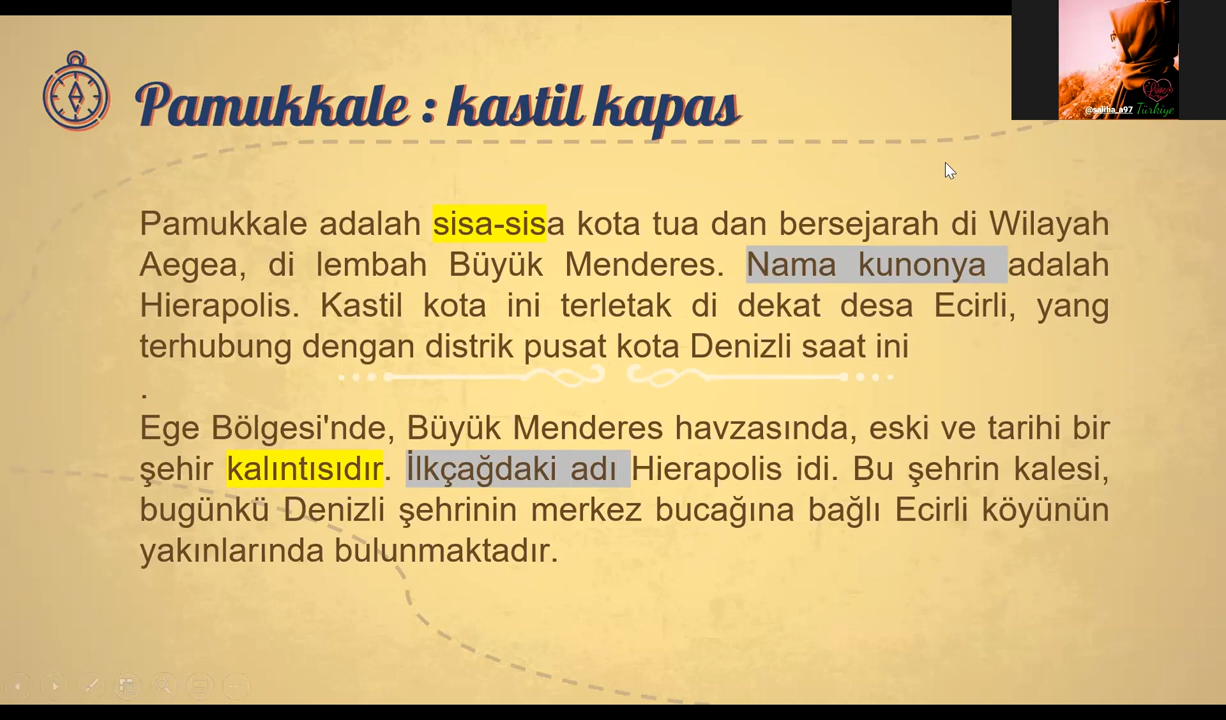 Pamukkale : kastil kapas
@saliha_a97 Türkiye
Pamukkale adalah sisa-sisa kota tua dan bersejarah di Wilayah
Aegea, di lembah Büyük Menderes. Nama kunonya adalah
Hierapolis. Kastil kota ini terletak di dekat desa Ecirli, yang
terhubung dengan distrik pusat kota Denizli saat ini
.
Ege Bölgesi'nde, Büyük Menderes havzasında, eski ve tarihi bir
şehir kalıntısıdır. İlkçağdaki adı Hierapolis idi. Bu şehrin kalesi,
bugünkü Denizli şehrinin merkez bucağına bağlı Ecirli köyünün
yakınlarında bulunmaktadır.